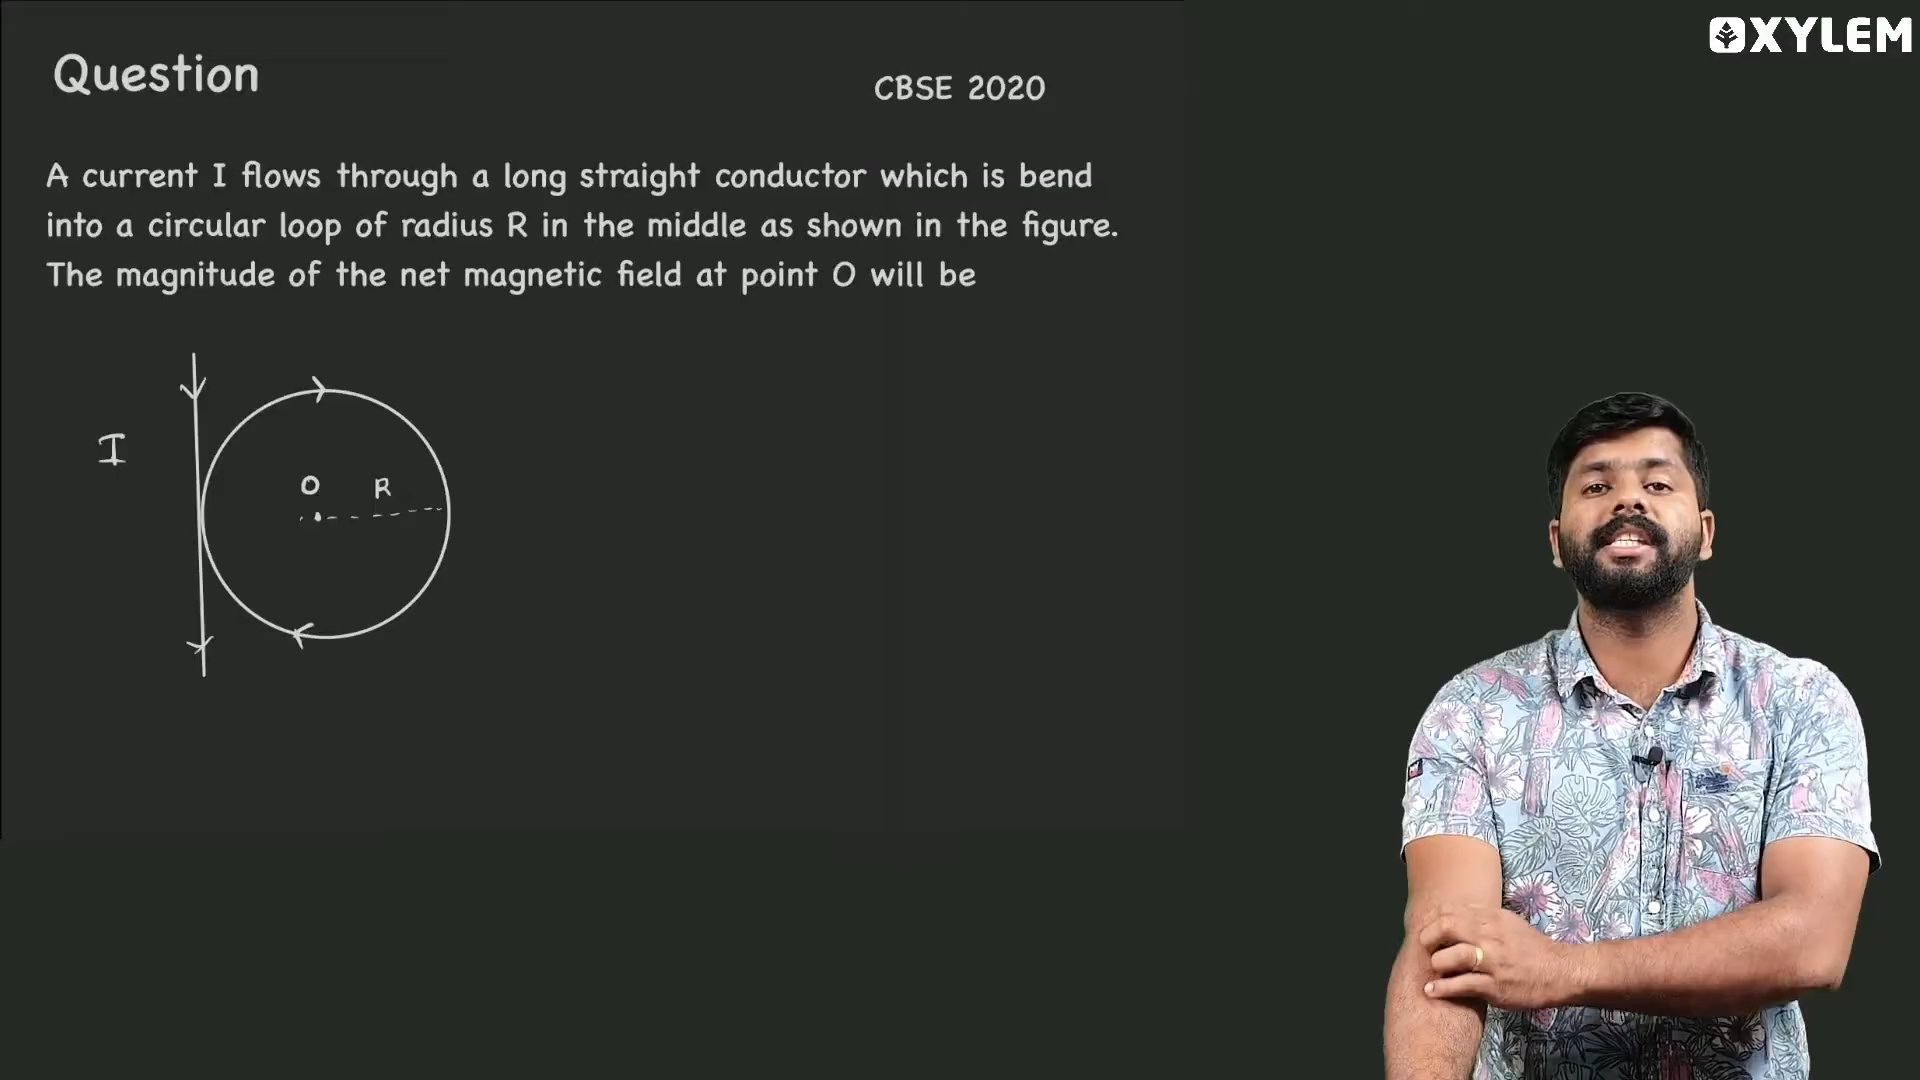 XYLEM
Question
CBSE 2020
A current I flows through a long straight conductor which is bend
into a circular loop of radius R in the middle as shown in the figure.
The magnitude of the net magnetic field at point O will be
I
O R